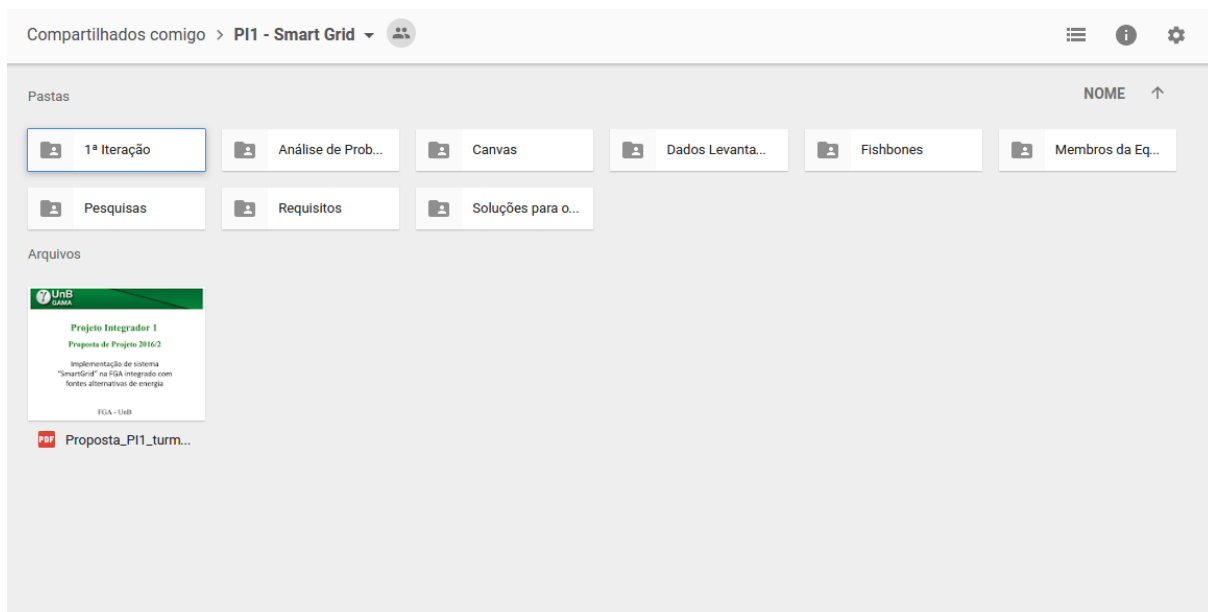 Compartilhados comigo > PI1 - Smart Grid
Pastas
NOME
1ª Iteração
Análise de Prob...
Canvas
Dados Levanta...
Fishbones
Membros da Eq...
Pesquisas
Requisitos
Soluções para o...
Arquivos
UnB
GAMA
Projeto Integrador 1
Proposta de Projeto 2016/2
Implementação de sistema
"SmartGrid" na FGA integrado com
fontes alternativas de energia
FGA - UnB
PDF
Proposta_PI1_turm...